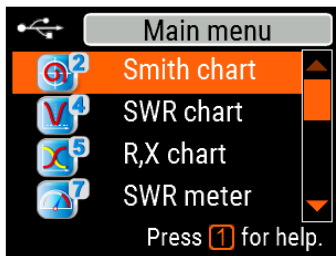 Main menu
2 Smith chart
4 SWR chart
5 R,X chart
7 SWR meter
Press 1 for help.